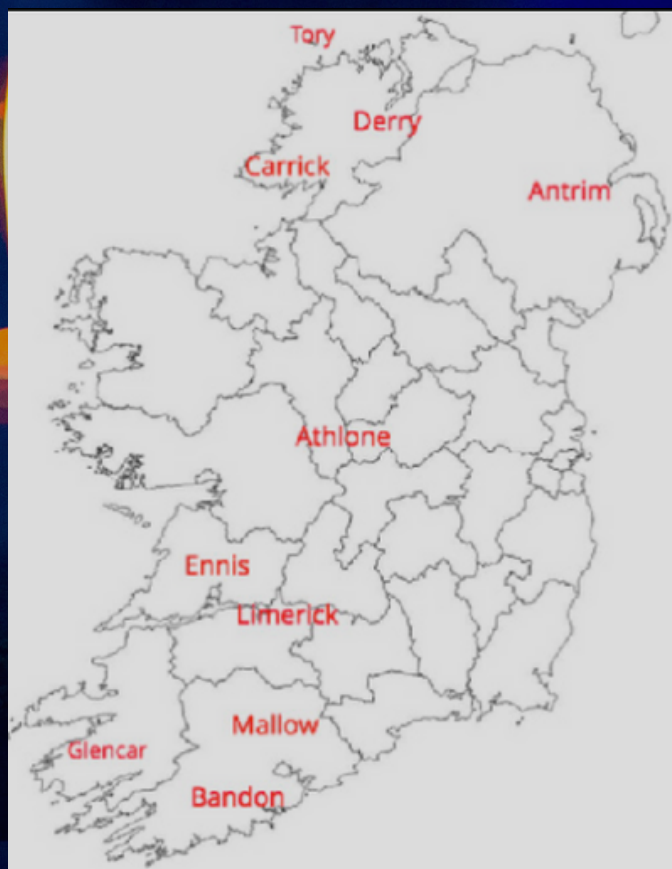 Tory
Derry
Carrick
Antrim
Athlone
Ennis
Limerick
Mallow
Glencar
Bandon